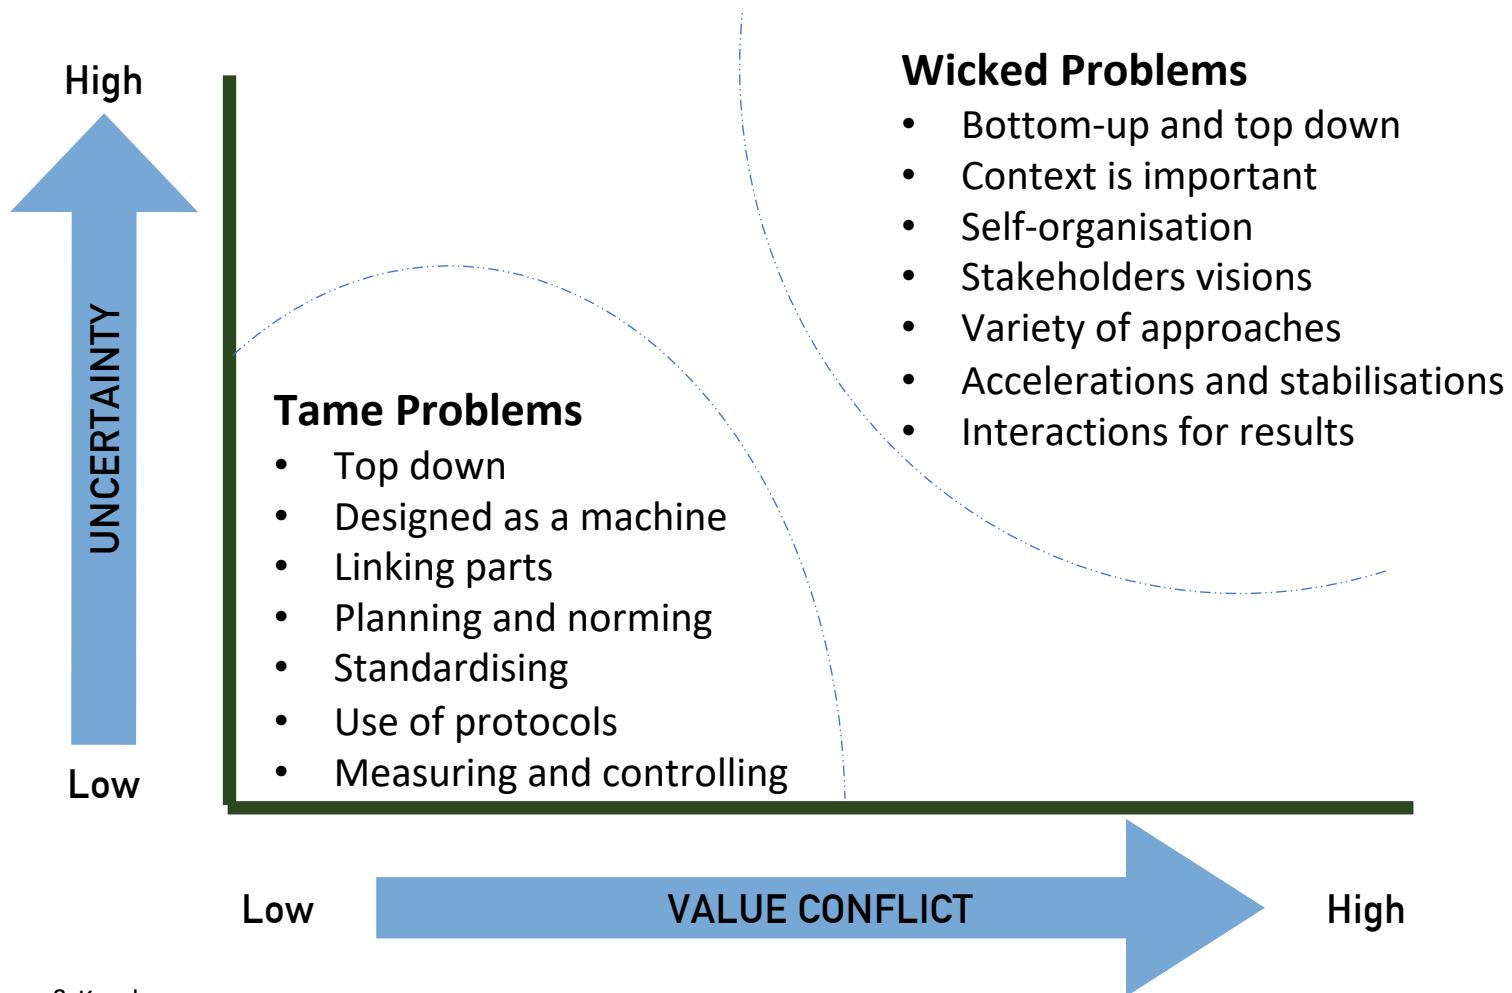 High
Wicked Problems
• Bottom-up and top down
• Context is important
• Self-organisation
• Stakeholders visions
• Variety of approaches
• Accelerations and stabilisations
• Interactions for results
UNCERTAINTY
Tame Problems
• Top down
• Designed as a machine
• Linking parts
• Planning and norming
• Standardising
• Use of protocols
• Measuring and controlling
Low
Low
VALUE CONFLICT
High